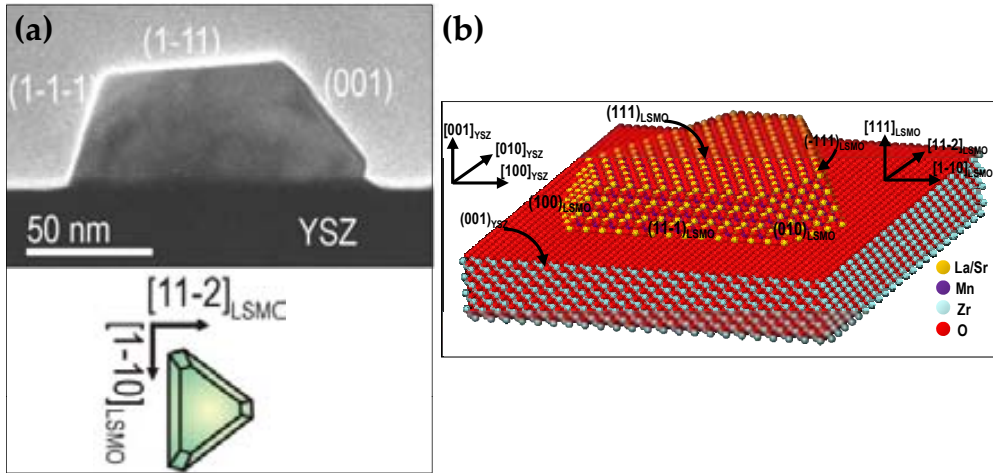 (a)
(1-11)
(1-1-1)
(001)
50 nm
YSZ
[11-2]LSMO
[1-10]LSMO
(b)
(111)LSMO
[001]YSZ
[010]YSZ
[100]YSZ
[111]LSMO
[11-2]LSMO
(-111)LSMO
[1-10]LSMO
(100)LSMO
(001)YSZ
(11-1)LSMO
(010)LSMO
La/Sr
Mn
Zr
O